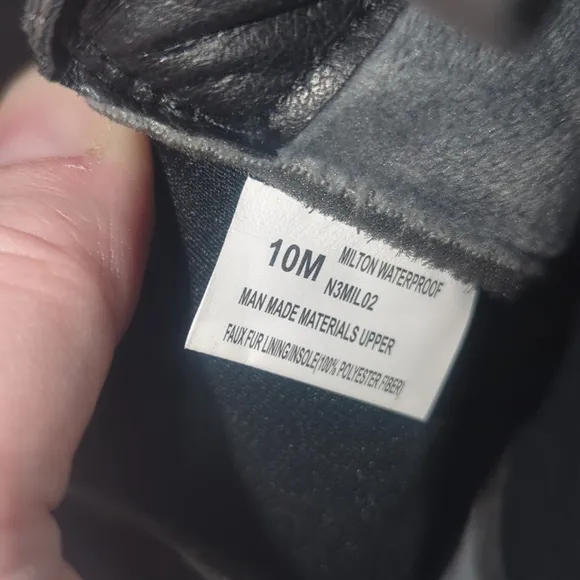 10M MILTON WATERPROOF
N3MIL02
MAN MADE MATERIALS UPPER
FAUX FUR LINING/INSOLE(100% POLYESTER FIBER)